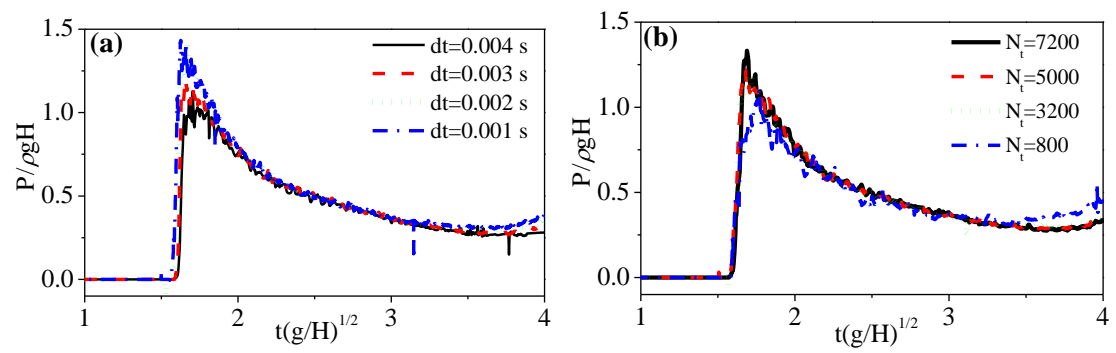 (a)
dt=0.004 s
dt=0.003 s
dt=0.002 s
dt=0.001 s
P/ρgH
1.5
1.0
0.5
0.0
1 2 3 4
t(g/H)^1/2
(b)
N_t=7200
N_t=5000
N_t=3200
N_t=800
P/ρgH
1.5
1.0
0.5
0.0
1 2 3 4
t(g/H)^1/2